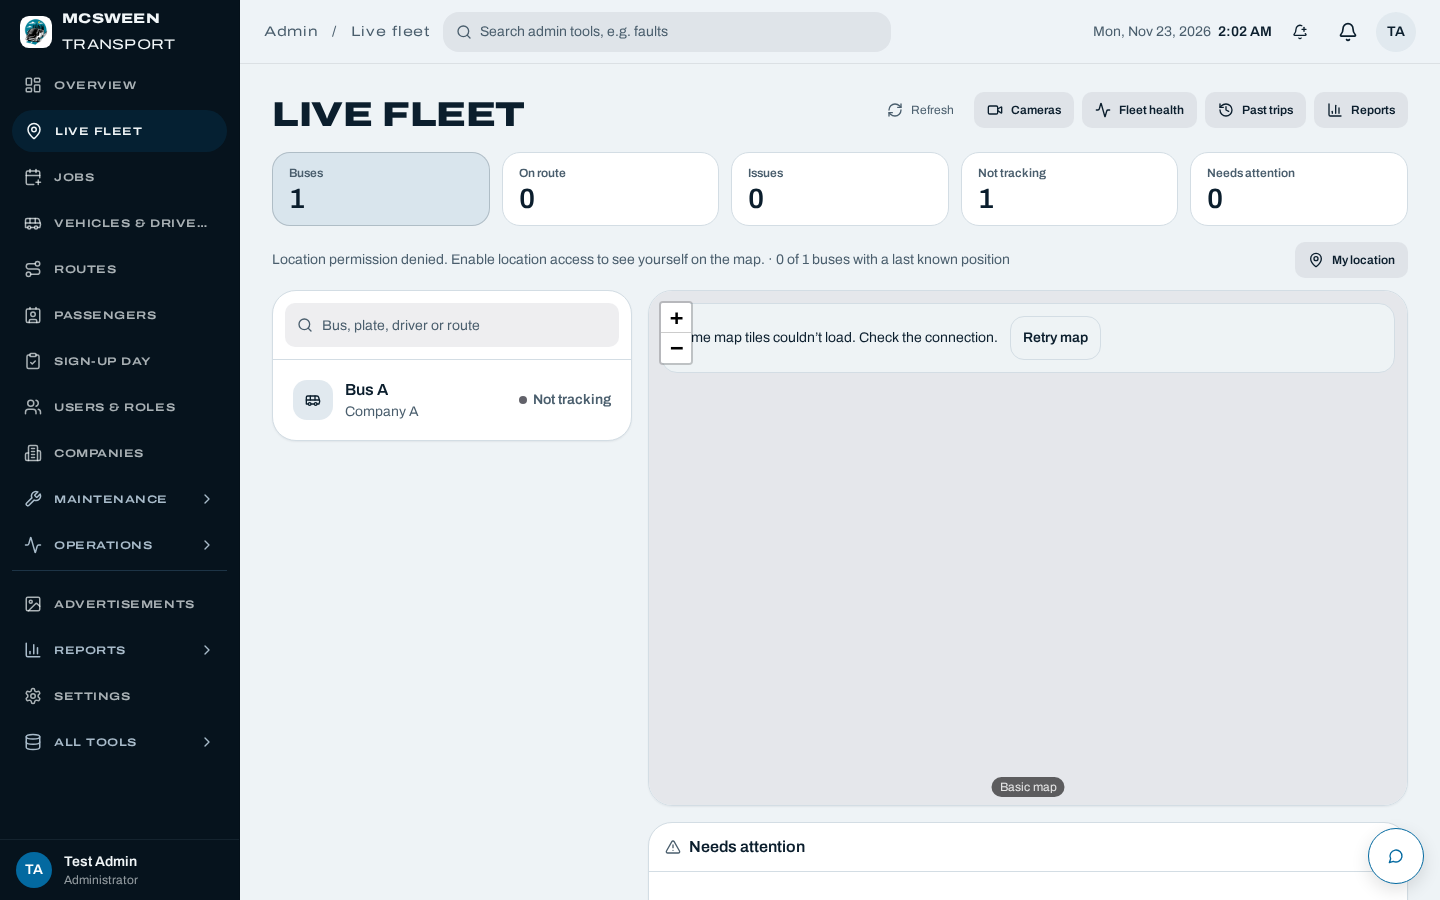 MCSWEEN
TRANSPORT
OVERVIEW
LIVE FLEET
JOBS
VEHICLES & DRIVE...
ROUTES
PASSENGERS
SIGN-UP DAY
USERS & ROLES
COMPANIES
MAINTENANCE
OPERATIONS
ADVERTISEMENTS
REPORTS
SETTINGS
ALL TOOLS
TA
Test Admin
Administrator
Admin / Live fleet
Search admin tools, e.g. faults
Mon, Nov 23, 2026 2:02 AM
TA
LIVE FLEET
Refresh
Cameras
Fleet health
Past trips
Reports
Buses
1
On route
0
Issues
0
Not tracking
1
Needs attention
0
Location permission denied. Enable location access to see yourself on the map. · 0 of 1 buses with a last known position
My location
Bus, plate, driver or route
Bus A
Company A
Not tracking
+
−
me map tiles couldn’t load. Check the connection.
Retry map
Basic map
Needs attention